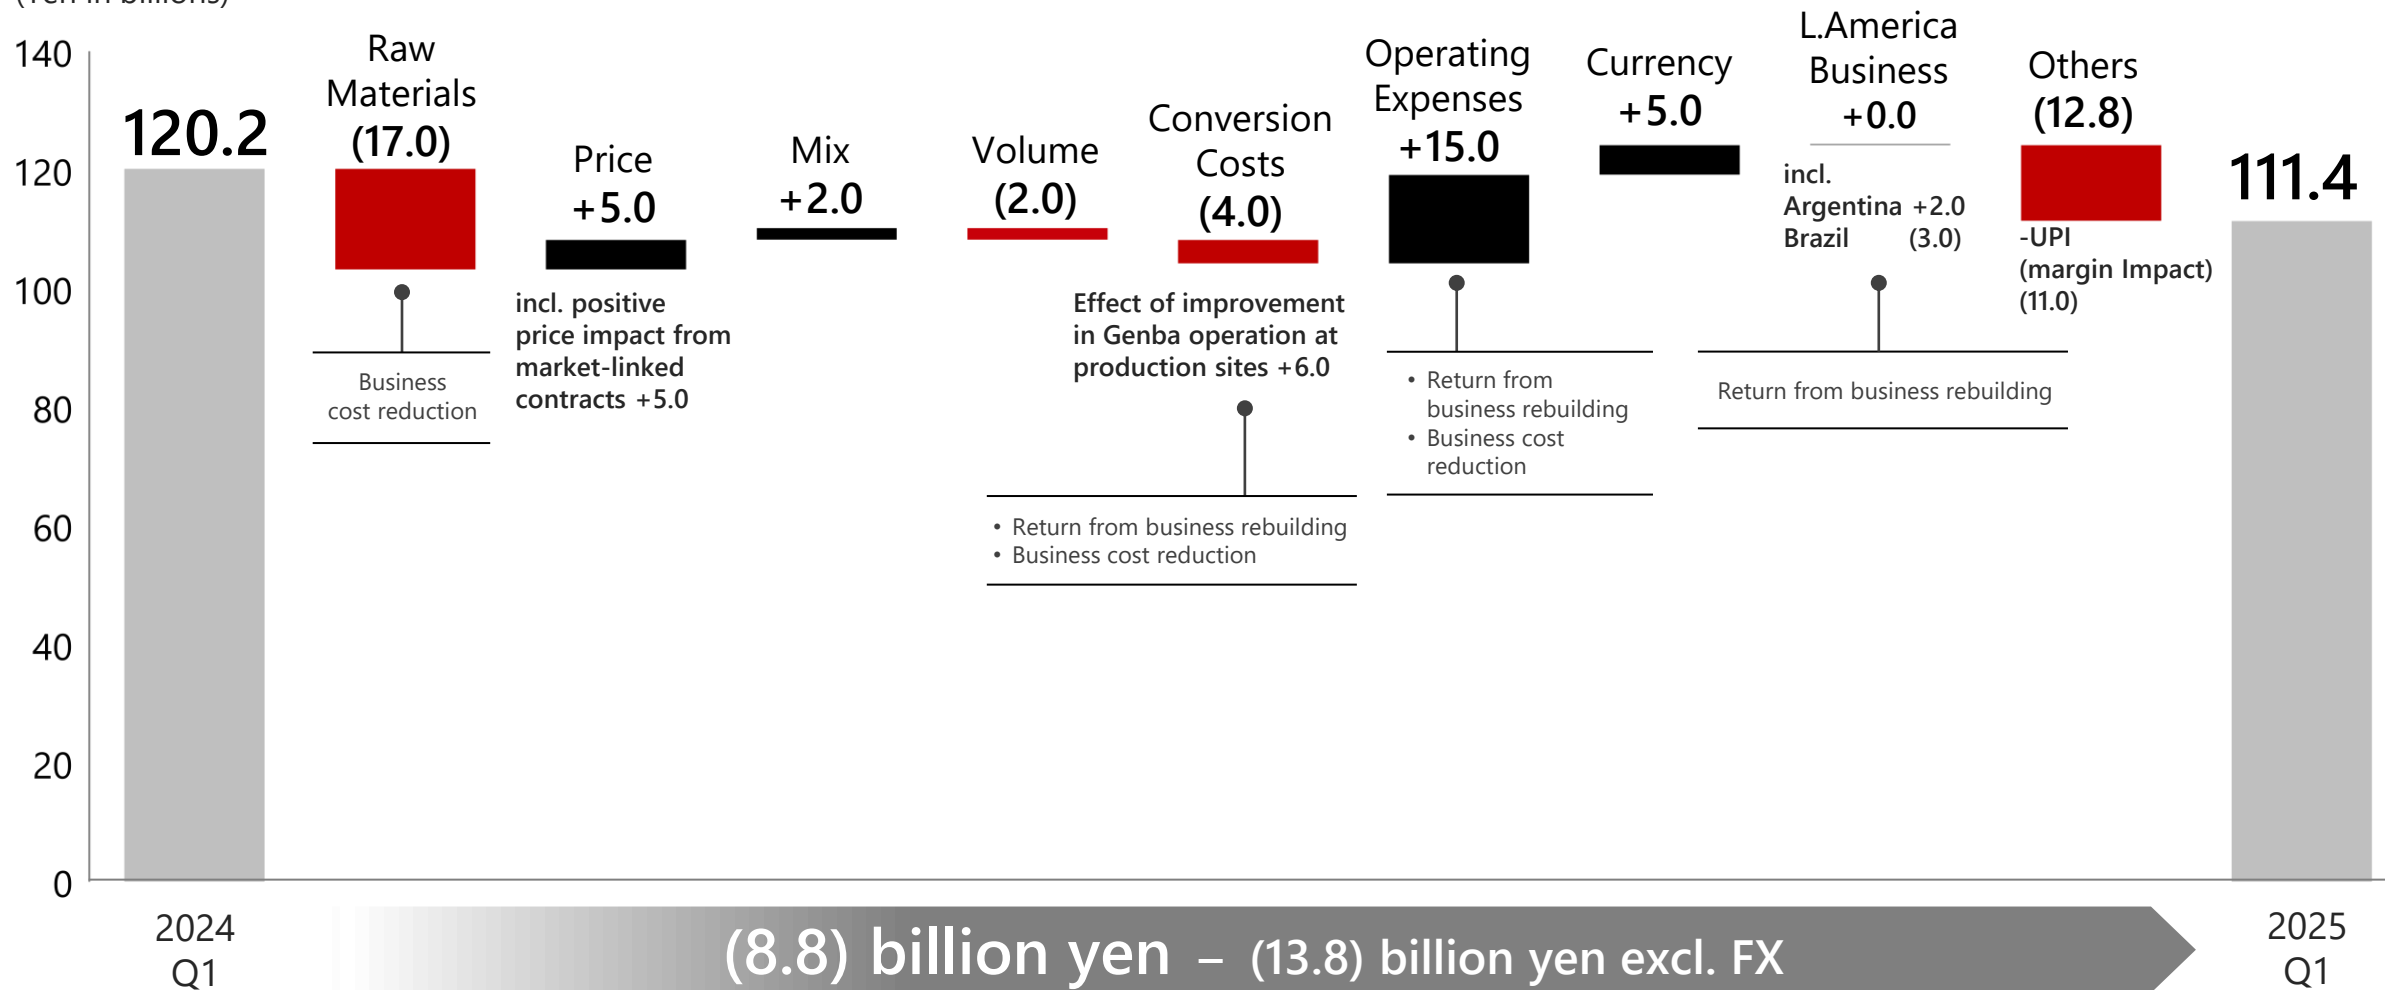 (Yen in billions)
140
120
100
80
60
40
20
0
120.2
Raw
Materials
(17.0)
Business
cost reduction
Price
+5.0
incl. positive
price impact from
market-linked
contracts +5.0
Mix
+2.0
Volume
(2.0)
Conversion
Costs
(4.0)
Effect of improvement
in Genba operation at
production sites +6.0
• Return from business rebuilding
• Business cost reduction
Operating
Expenses
+15.0
• Return from
business rebuilding
• Business cost
reduction
Currency
+5.0
L.America
Business
+0.0
incl.
Argentina +2.0
Brazil (3.0)
Return from business rebuilding
Others
(12.8)
-UPI
(margin Impact)
(11.0)
111.4
2024
Q1
(8.8) billion yen – (13.8) billion yen excl. FX
2025
Q1